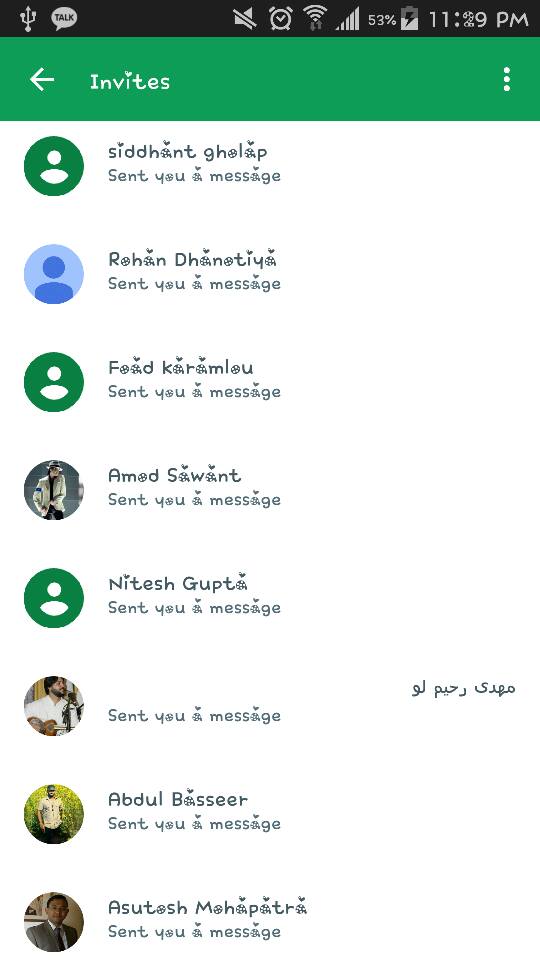 TALK
53%
11:29 PM
Invites
siddhant gholap
Sent you a message
Rohan Dhanotiya
Sent you a message
Foad karamlou
Sent you a message
Amod Sawant
Sent you a message
Nitesh Gupta
Sent you a message
مهدی رحیم لو
Sent you a message
Abdul Basseer
Sent you a message
Asutosh Mohapatra
Sent you a message